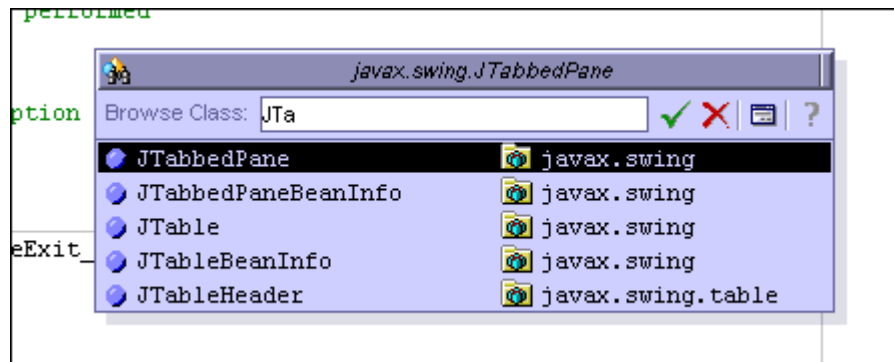 performed
javax.swing.JTabbedPane
ption
Browse Class: JTa
?
JTabbedPane javax.swing
JTabbedPaneBeanInfo javax.swing
JTable javax.swing
eExit_
JTableBeanInfo javax.swing
JTableHeader javax.swing.table